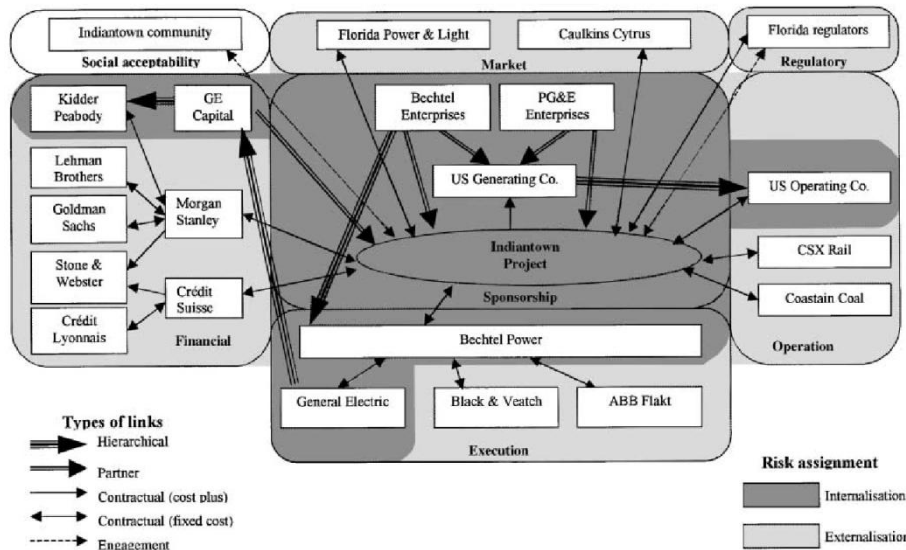 Indiantown community
Social acceptability
Florida Power & Light
Caulkins Cytrus
Market
Florida regulators
Regulatory
Kidder
Peabody
GE
Capital
Bechtel
Enterprises
PG&E
Enterprises
Lehman
Brothers
Goldman
Sachs
Morgan
Stanley
Stone &
Webster
Crédit
Suisse
Crédit
Lyonnais
Financial
US Generating Co.
Indiantown
Project
Sponsorship
US Operating Co.
CSX Rail
Coastain Coal
Operation
Bechtel Power
General Electric
Black & Veatch
ABB Flakt
Execution
Types of links
Hierarchical
Partner
Contractual (cost plus)
Contractual (fixed cost)
Engagement
Risk assignment
Internalisation
Externalisation